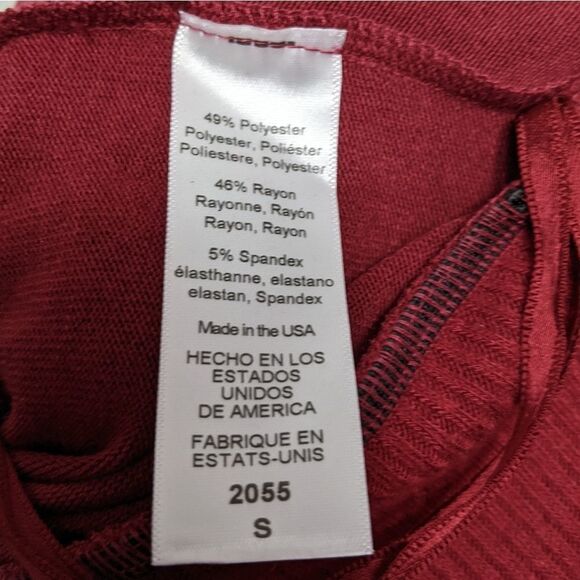 49% Polyester
Polyester, Poliéster
Poliestere, Polyester
46% Rayon
Rayonne, Rayón
Rayon, Rayon
5% Spandex
élasthanne, elastano
elastan, Spandex
Made in the USA
HECHO EN LOS
ESTADOS
UNIDOS
DE AMERICA
FABRIQUE EN
ESTATS-UNIS
2055
S